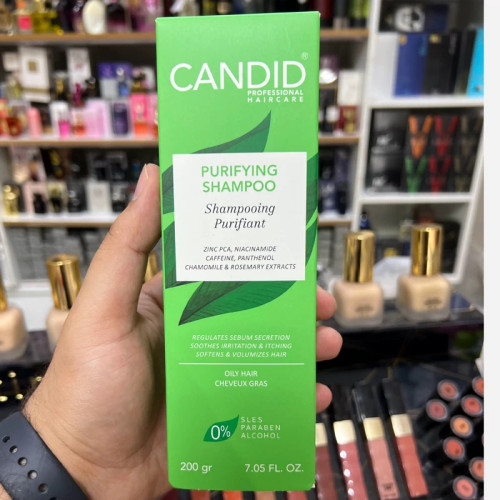 CANDID
PROFESSIONAL
HAIRCARE
PURIFYING
SHAMPOO
Shampooing
Purifiant
ZINC PCA, NIACINAMIDE
CAFFEINE, PANTHENOL
CHAMOMILE & ROSEMARY EXTRACTS
REGULATES SEBUM SECRETION
SOOTHES IRRITATION & ITCHING
SOFTENS & VOLUMIZES HAIR
OILY HAIR
CHEVEUX GRAS
0%
SLES
PARABEN
ALCOHOL
200 gr 7.05 FL. OZ.